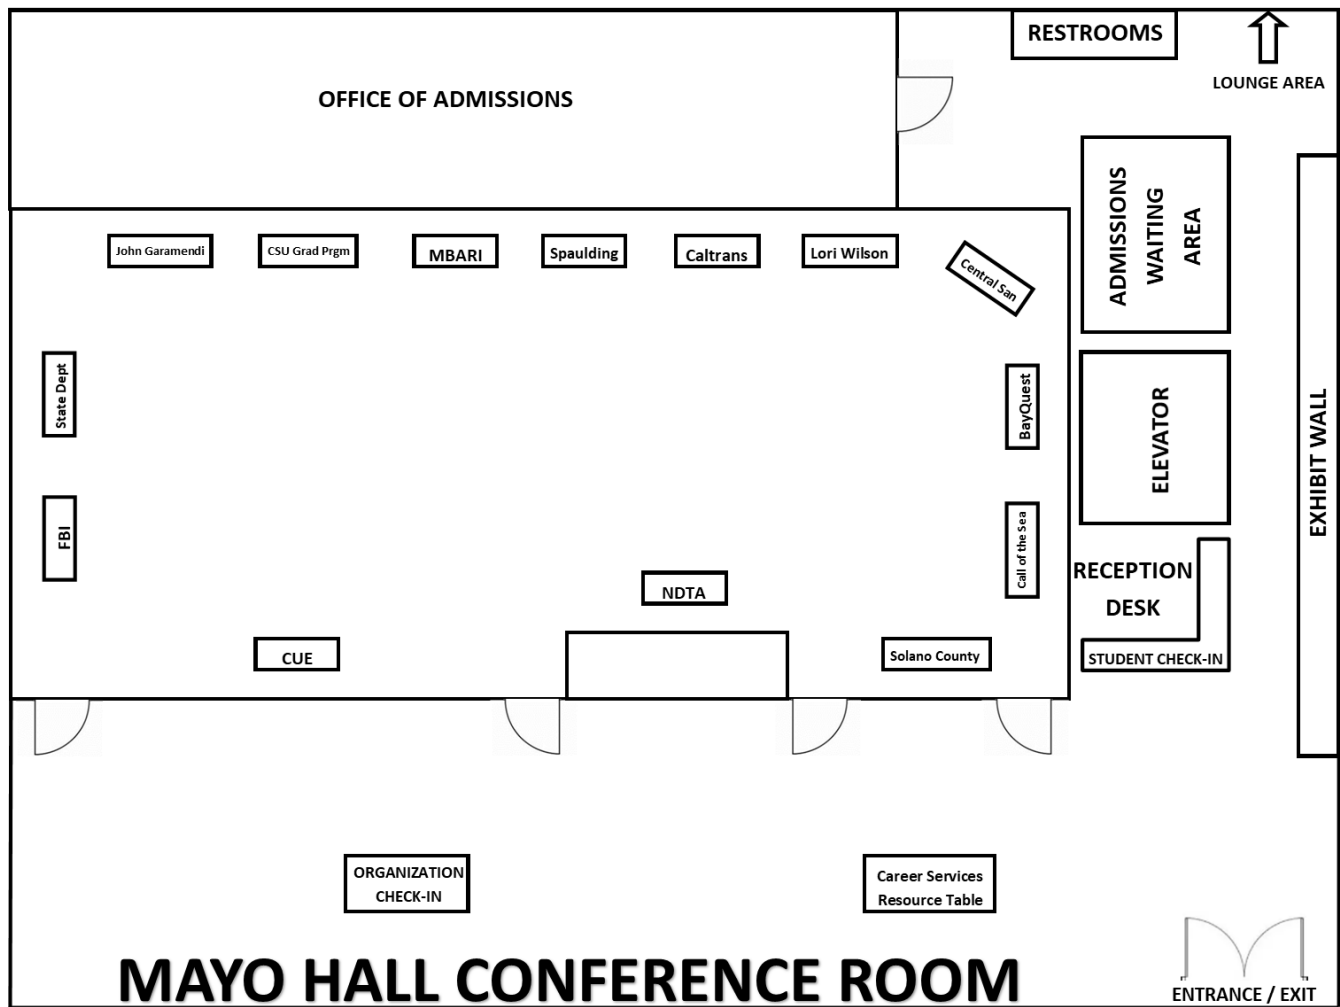 RESTROOMS
LOUNGE AREA
OFFICE OF ADMISSIONS
ADMISSIONS
WAITING
AREA
John Garamendi
CSU Grad Prgm
MBARI
Spaulding
Caltrans
Lori Wilson
Central San
State Dept
BayQuest
ELEVATOR
EXHIBIT WALL
FBI
Call of the Sea
RECEPTION
DESK
NDTA
CUE
Solano County
STUDENT CHECK-IN
ORGANIZATION
CHECK-IN
Career Services
Resource Table
MAYO HALL CONFERENCE ROOM
ENTRANCE / EXIT